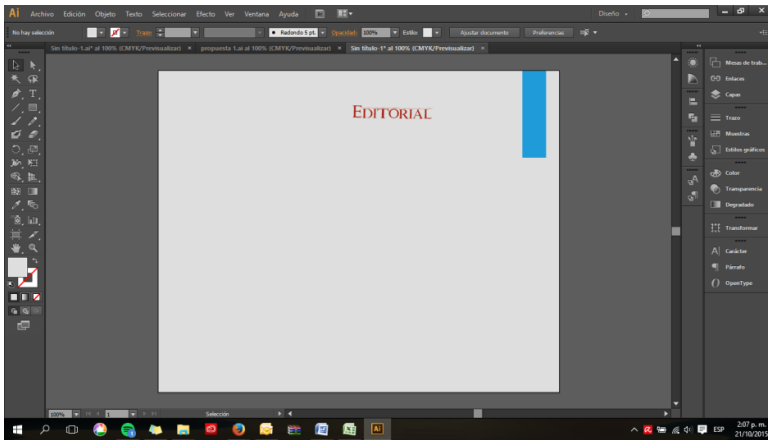 Ai Archivo Edición Objeto Texto Seleccionar Efecto Ver Ventana Ayuda Diseño
No hay selección Trazo: Redondo 5 pt. Opacidad: 100% Estilo: Ajustar documento Preferencias
Sin título-1.ai* al 100% (CMYK/Previsualizar) × propuesta 1.ai al 100% (CMYK/Previsualizar) × Sin título-1* al 100% (CMYK/Previsualizar) ×
Mesas de trab...
Enlaces
Capas
Trazo
Muestras
Estilos gráficos
Color
Transparencia
Degradado
Transformar
Carácter
Párrafo
OpenType
EDITORIAL
100% 1 Selección
Ai ESP 2:07 p. m.
21/10/2015